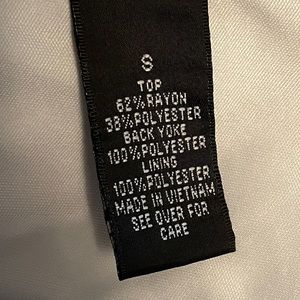 S
TOP
62%RAYON
38%POLYESTER
BACK YOKE
100%POLYESTER
LINING
100%POLYESTER
MADE IN VIETNAM
SEE OVER FOR
CARE